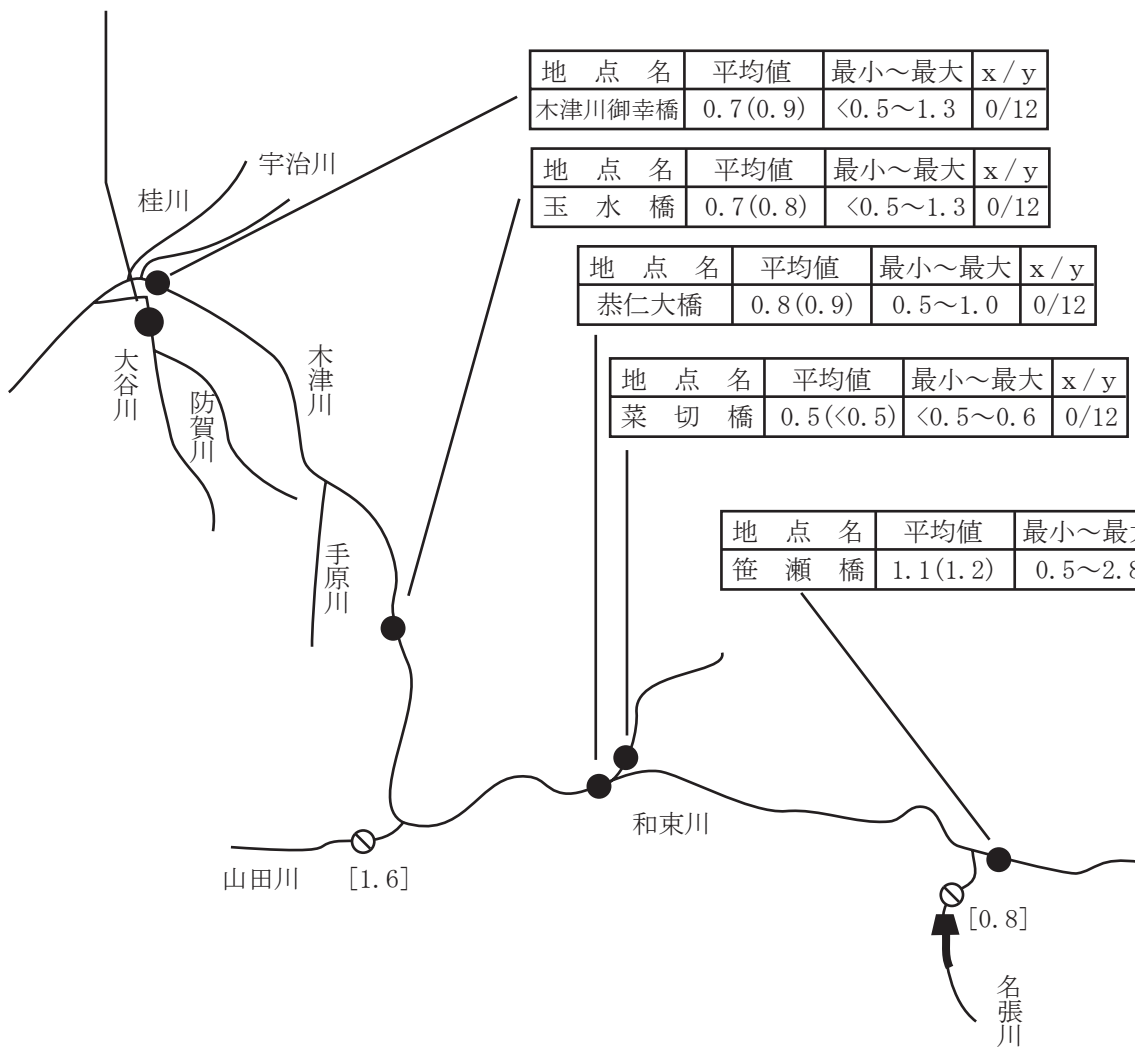 地 点 名 平均値 最小～最大 x/y
木津川御幸橋 0.7(0.9) <0.5～1.3 0/12
地 点 名 平均値 最小～最大 x/y
玉 水 橋 0.7(0.8) <0.5～1.3 0/12
地 点 名 平均値 最小～最大 x/y
恭仁大橋 0.8(0.9) 0.5～1.0 0/12
地 点 名 平均値 最小～最大 x/y
菜 切 橋 0.5(<0.5) <0.5～0.6 0/12
地 点 名 平均値 最小～最
笹 瀬 橋 1.1(1.2) 0.5～2.8
宇治川
桂川
大谷川
防賀川
木津川
手原川
和束川
山田川 [1.6]
[0.8]
名張川